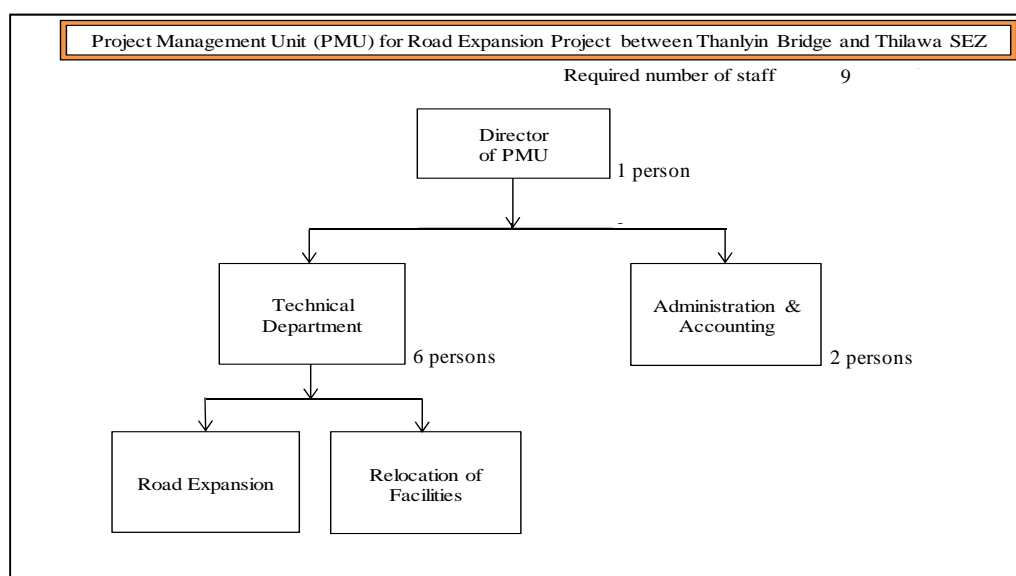 Project Management Unit (PMU) for Road Expansion Project between Thanlyin Bridge and Thilawa SEZ
Required number of staff 9
Director
of PMU
1 person
Technical
Department
6 persons
Administration &
Accounting
2 persons
Road Expansion
Relocation of
Facilities